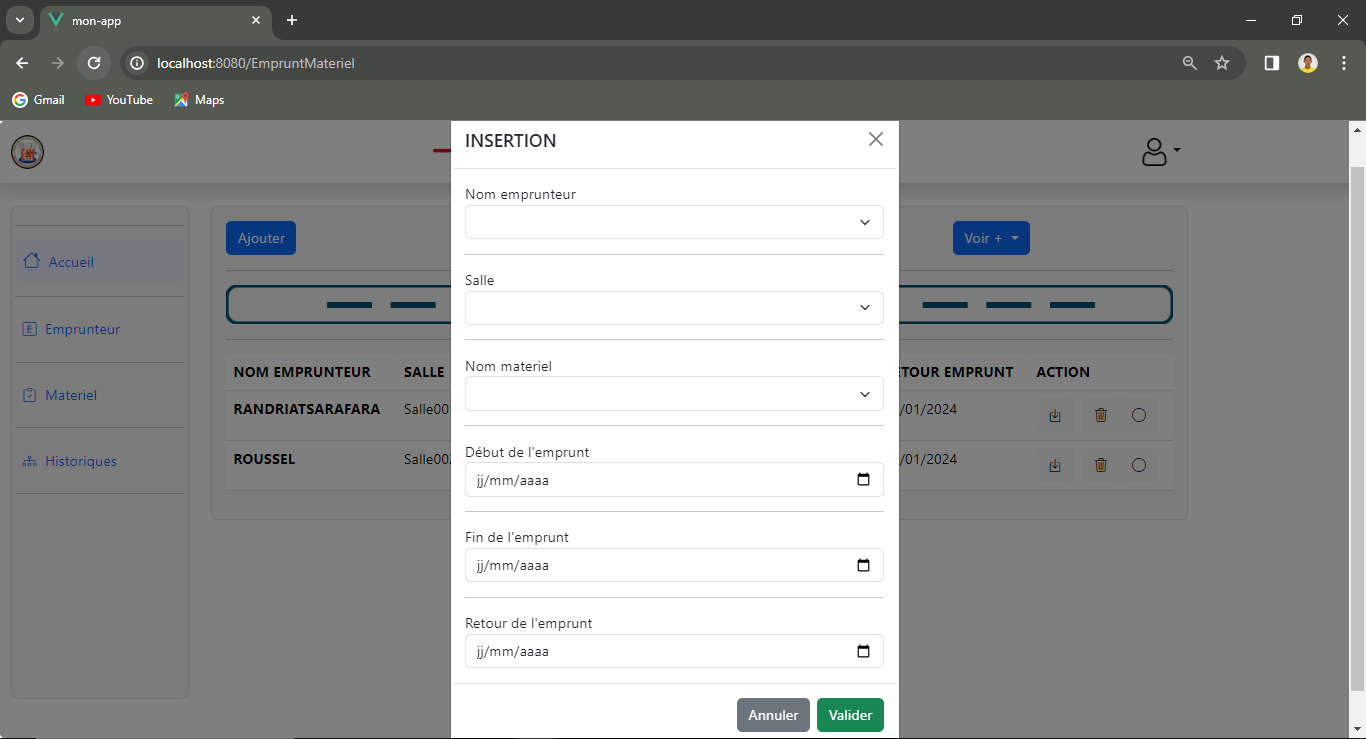 mon-app
localhost:8080/EmpruntMateriel
Gmail YouTube Maps
INSERTION
Nom emprunteur
Salle
Nom materiel
Début de l'emprunt
jj/mm/aaaa
Fin de l'emprunt
jj/mm/aaaa
Retour de l'emprunt
jj/mm/aaaa
Annuler Valider
Accueil
Emprunteur
Materiel
Historiques
Ajouter Voir +
NOM EMPRUNTEUR SALLE TOUR EMPRUNT ACTION
RANDRIATSARAFARA Salle00 /01/2024
ROUSSEL Salle00 /01/2024